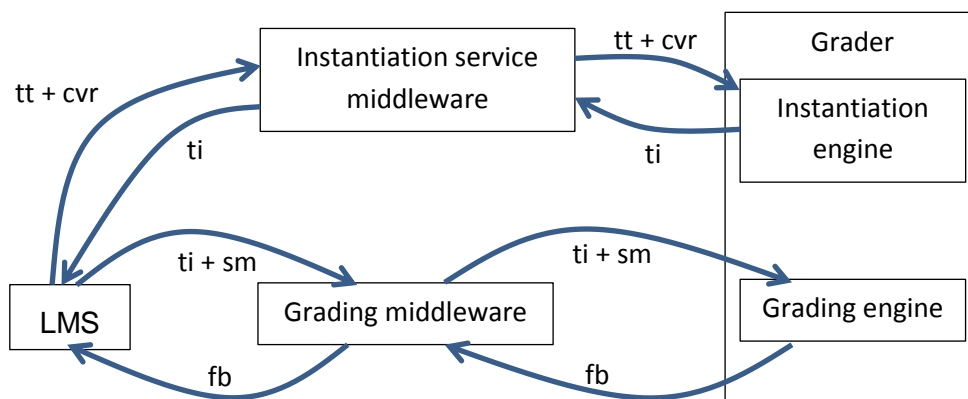 Instantiation service
middleware
tt + cvr
Grader
tt + cvr
Instantiation
engine
ti
ti
ti + sm
ti + sm
LMS
Grading middleware
Grading engine
fb
fb